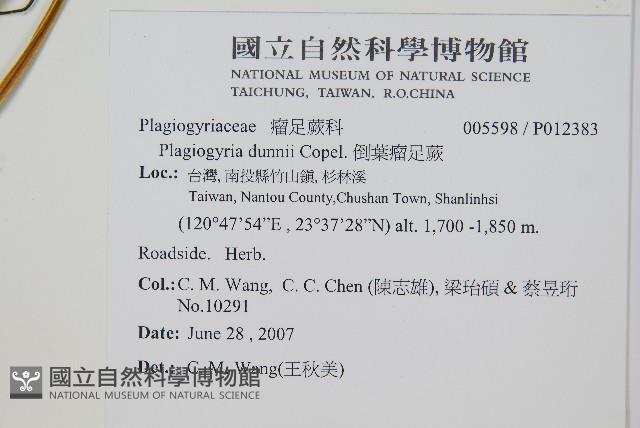 國立自然科學博物館
NATIONAL MUSEUM OF NATURAL SCIENCE
TAICHUNG, TAIWAN, R.O.CHINA
Plagiogyriaceae 瘤足蕨科 005598 / P012383
Plagiogyria dunnii Copel. 倒葉瘤足蕨
Loc.: 台灣, 南投縣竹山鎮, 杉林溪
Taiwan, Nantou County,Chushan Town, Shanlinhsi
(120°47’54”E , 23°37’28”N) alt. 1,700 -1,850 m.
Roadside. Herb.
Col.: C. M. Wang, C. C. Chen (陳志雄), 梁珆碩 & 蔡昱珩
No.10291
Date: June 28 , 2007
Det.: C. M. Wang(王秋美)
國立自然科學博物館
NATIONAL MUSEUM OF NATURAL SCIENCE